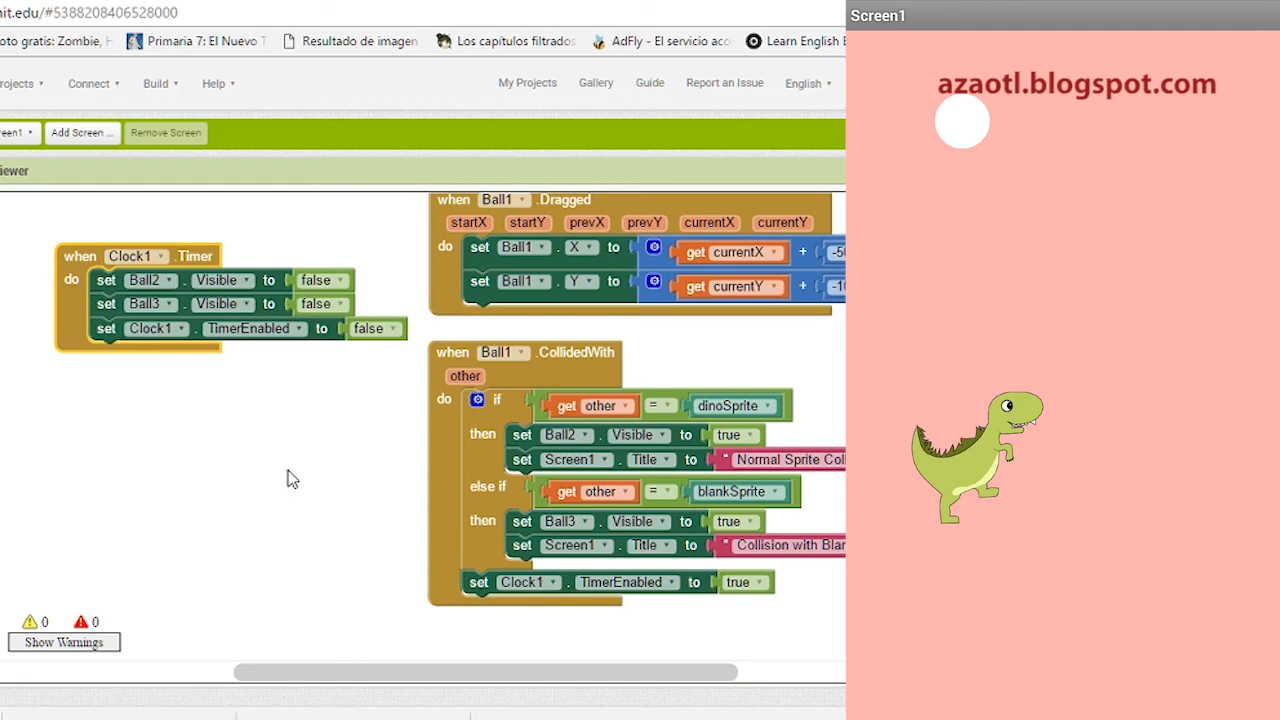 nit.edu/#5388208406528000
oto gratis: Zombie, H
Primaria 7: El Nuevo T
Resultado de imagen
Los capítulos filtrados
AdFly - El servicio aco
Learn English E
rojects
Connect
Build
Help
My Projects
Gallery
Guide
Report an Issue
English
een1
Add Screen ...
Remove Screen
iewer
when Clock1 .Timer
do set Ball2 . Visible to false
set Ball3 . Visible to false
set Clock1 . TimerEnabled to false
when Ball1 .Dragged
startX startY prevX prevY currentX currentY
do set Ball1 . X to get currentX + -50
set Ball1 . Y to get currentY + -10
when Ball1 .CollidedWith
other
do if get other = dinoSprite
then set Ball2 . Visible to true
set Screen1 . Title to " Normal Sprite Col
else if get other = blankSprite
then set Ball3 . Visible to true
set Screen1 . Title to " Collision with Blan
set Clock1 . TimerEnabled to true
0 0
Show Warnings
Screen1
azaotl.blogspot.com